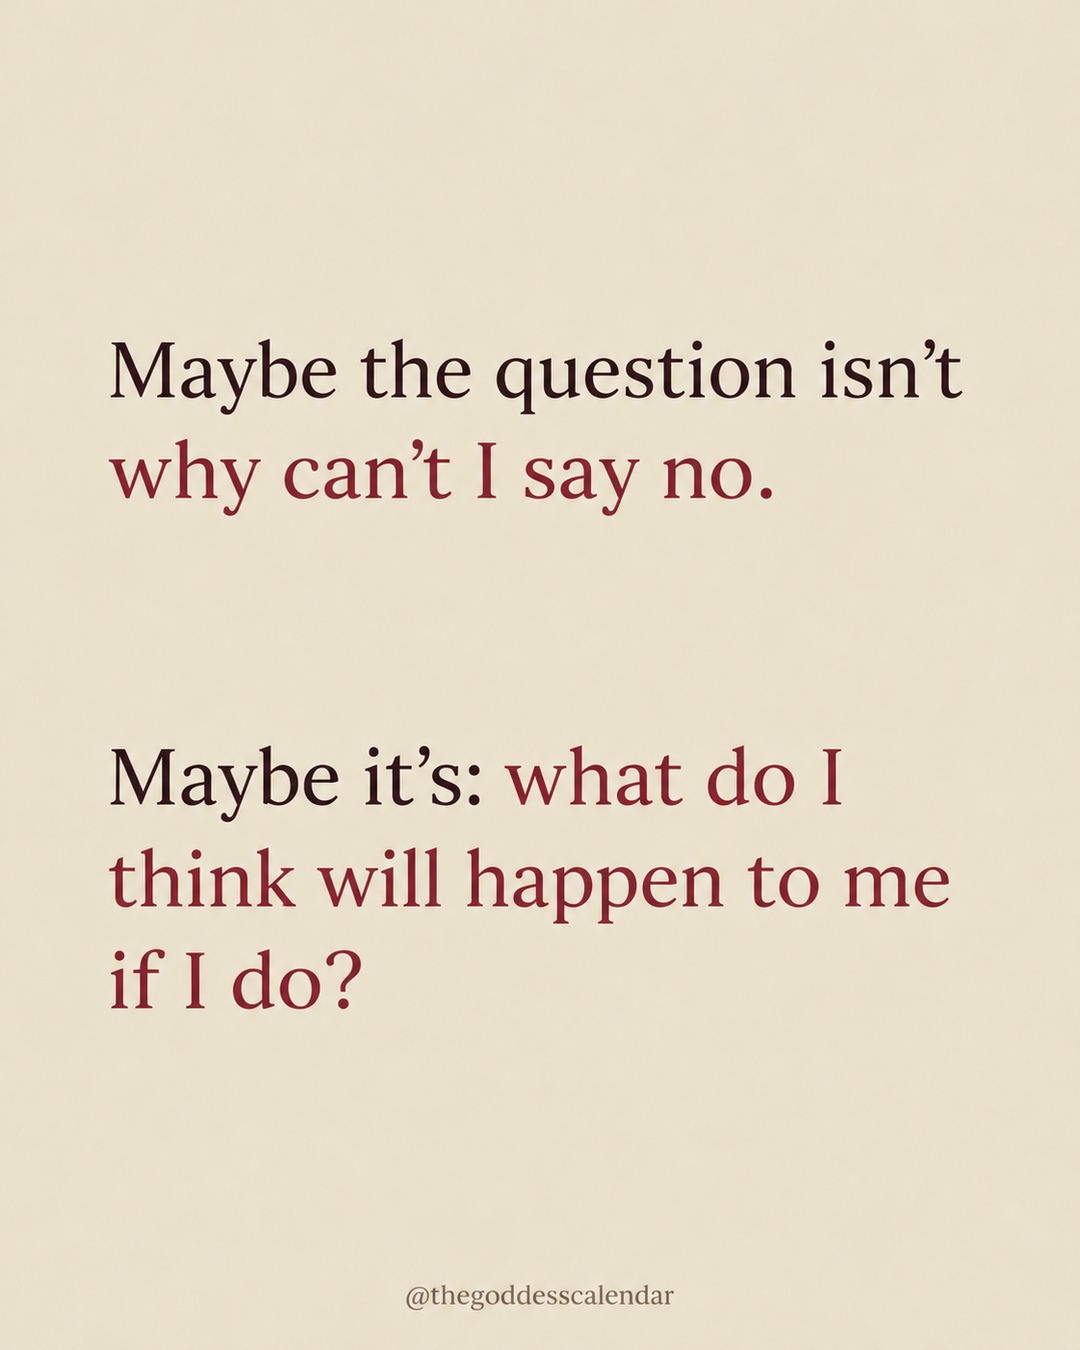 Maybe the question isn’t
why can’t I say no.
Maybe it’s: what do I
think will happen to me
if I do?
@thegoddesscalendar